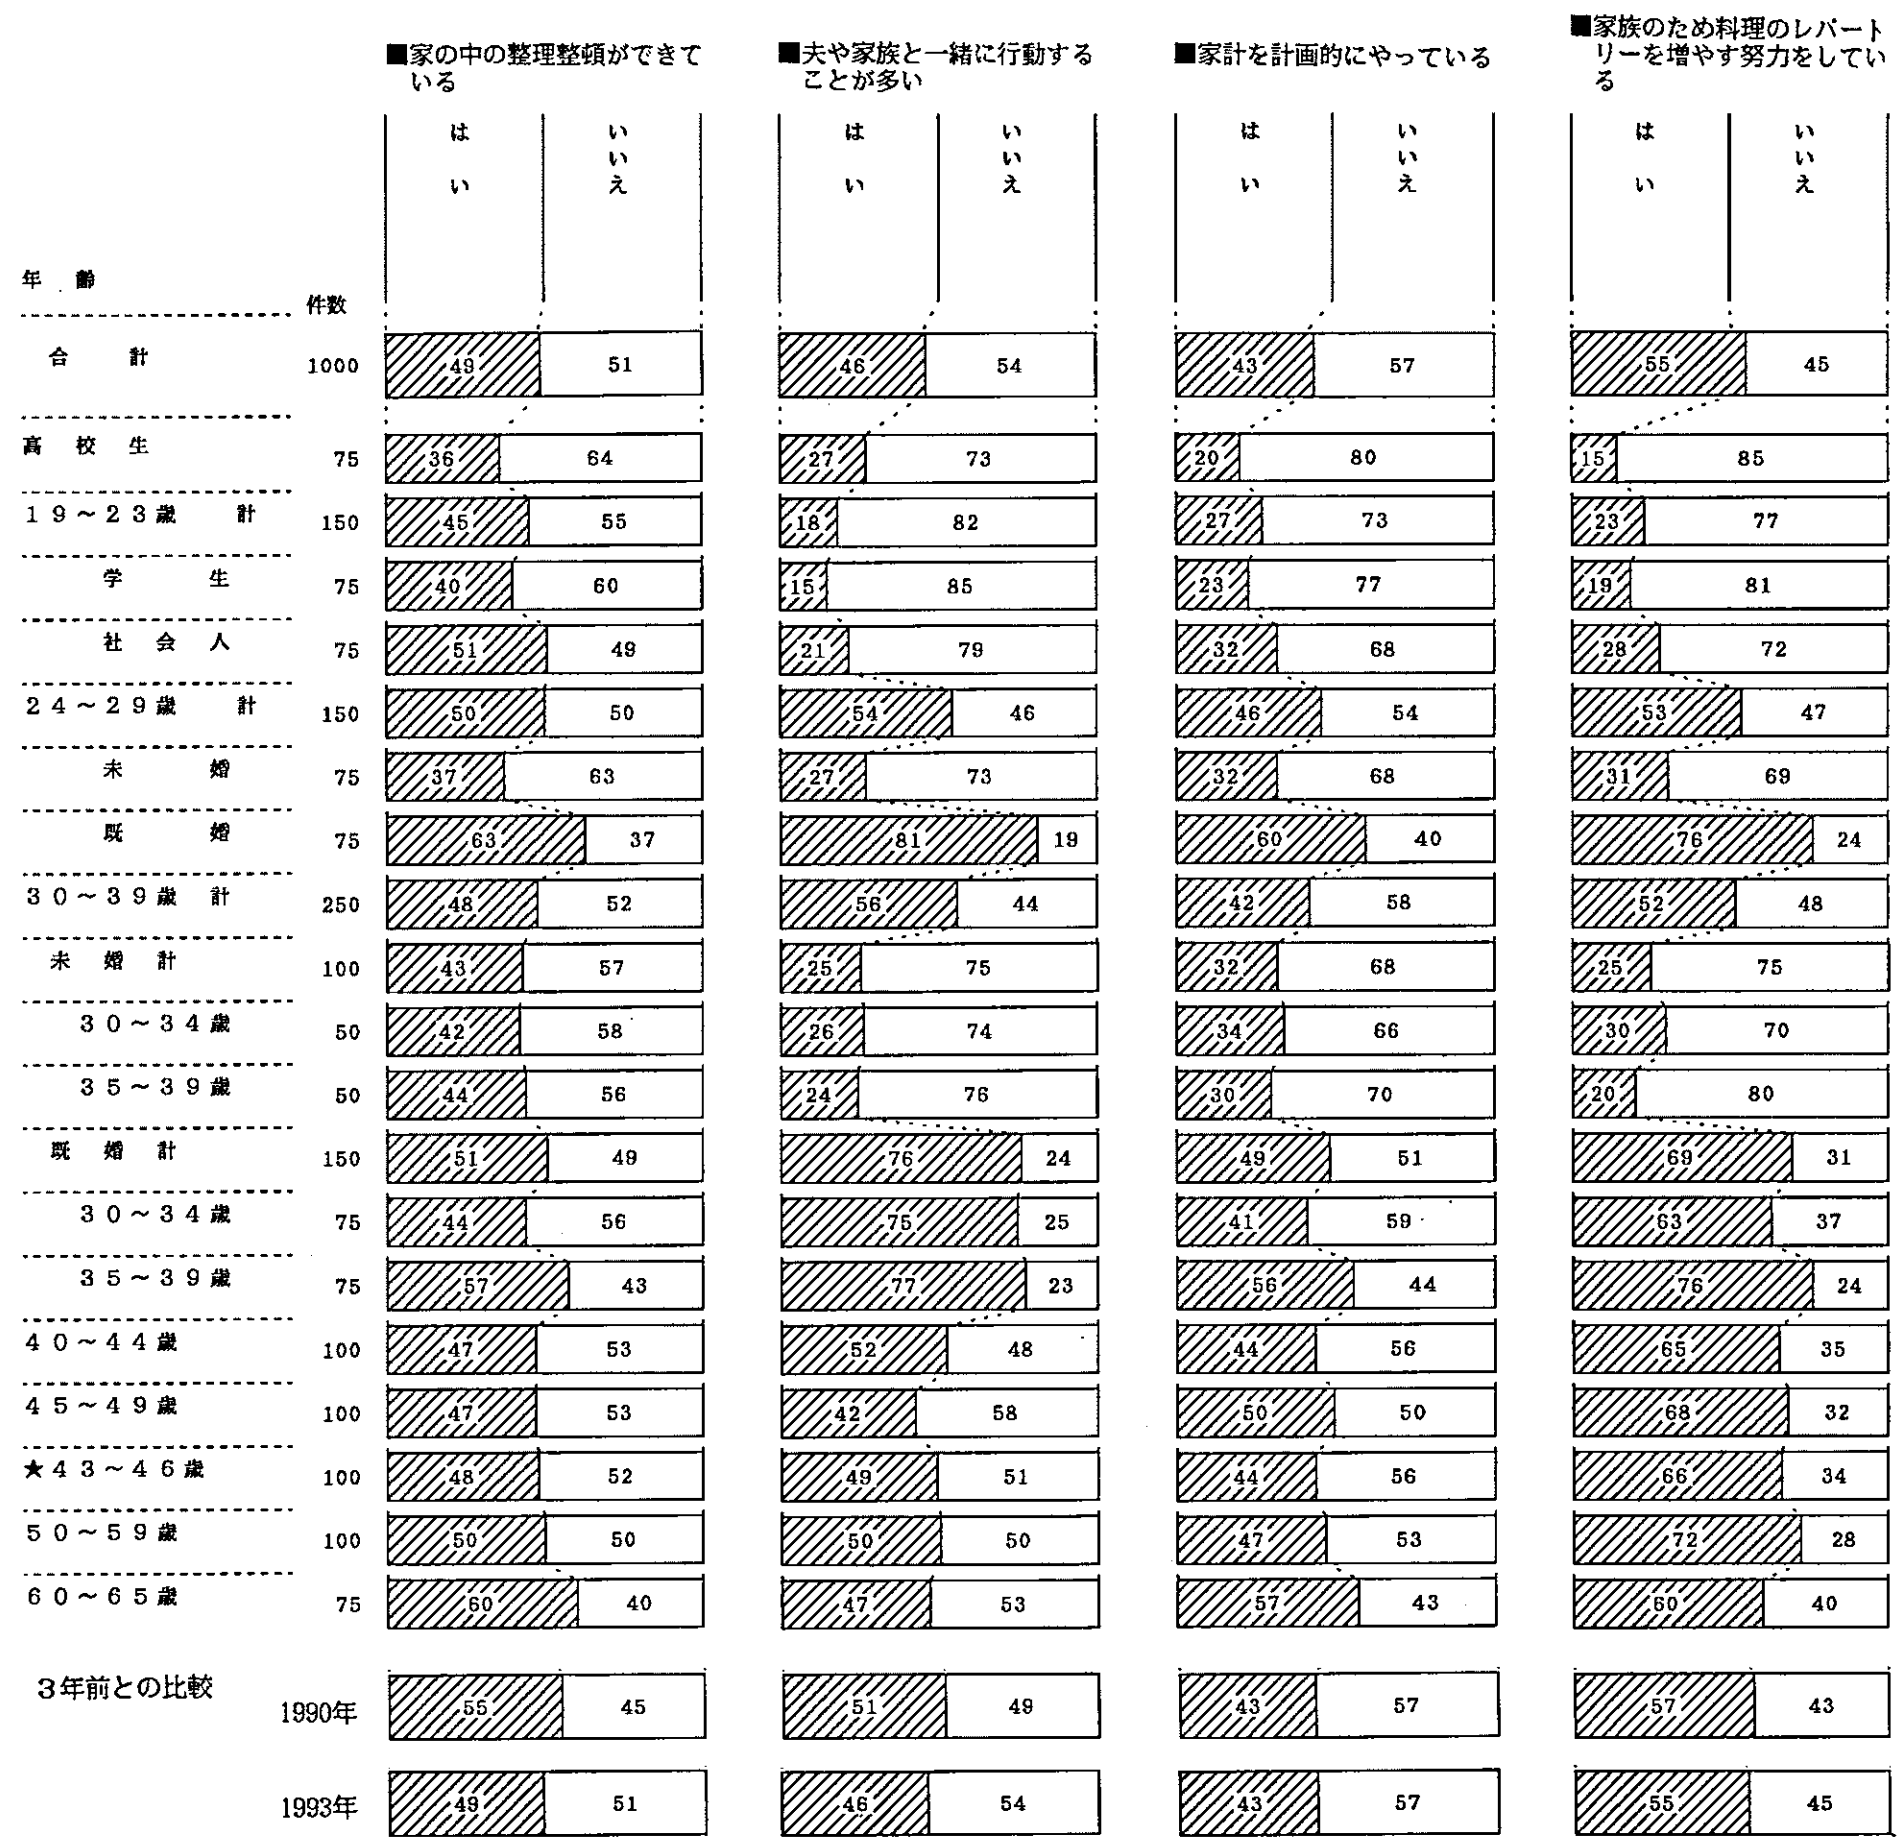 ■家の中の整理整頓ができて
いる
■夫や家族と一緒に行動する
ことが多い
■家計を計画的にやっている
■家族のため料理のレパート
リーを増やす努力をしてい
る
はい いいえ はい いいえ はい いいえ はい いいえ
年齢
件数
合計 1000 49 51 46 54 43 57 55 45
高校生 75 36 64 27 73 20 80 15 85
19~23歳 計 150 45 55 18 82 27 73 23 77
学生 75 40 60 15 85 23 77 19 81
社会人 75 51 49 21 79 32 68 28 72
24~29歳 計 150 50 50 54 46 46 54 53 47
未婚 75 37 63 27 73 32 68 31 69
既婚 75 63 37 81 19 60 40 76 24
30~39歳 計 250 48 52 56 44 42 58 52 48
未婚計 100 43 57 25 75 32 68 25 75
30~34歳 50 42 58 26 74 34 66 30 70
35~39歳 50 44 56 24 76 30 70 20 80
既婚計 150 51 49 76 24 49 51 69 31
30~34歳 75 44 56 75 25 41 59 63 37
35~39歳 75 57 43 77 23 56 44 76 24
40~44歳 100 47 53 52 48 44 56 65 35
45~49歳 100 47 53 42 58 50 50 68 32
★43~46歳 100 48 52 49 51 44 56 66 34
50~59歳 100 50 50 50 50 47 53 72 28
60~65歳 75 60 40 47 53 57 43 60 40
3年前との比較
1990年 55 45 51 49 43 57 57 43
1993年 49 51 46 54 43 57 55 45